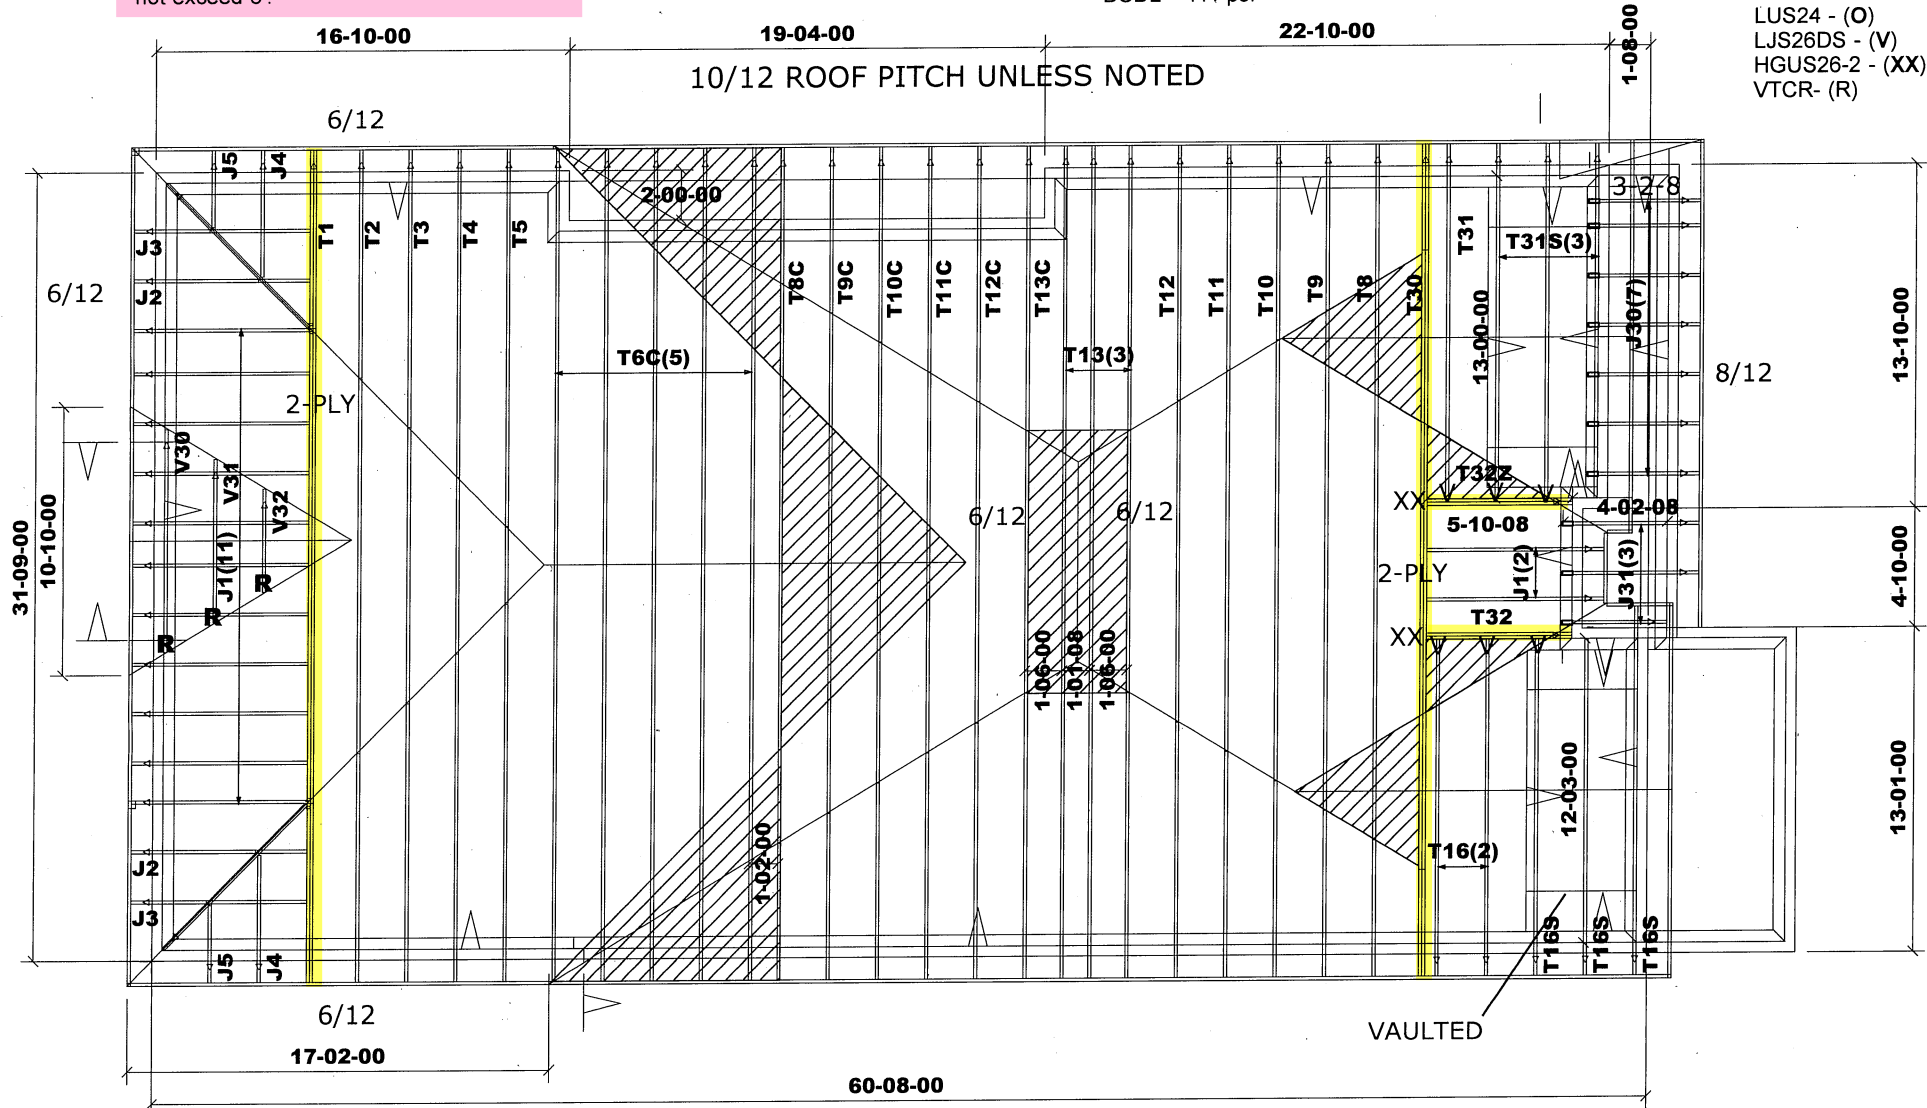 LUS24 - (O)
LJS26DS - (V)
HGUS26-2 - (XX)
VTCR- (R)
16-10-00
19-04-00
22-10-00
1-08-00
10/12 ROOF PITCH UNLESS NOTED
6/12
J5
J4
T1
T2
T3
T4
T5
2-00-00
3-2-8
J3
J2
6/12
T31
T31S(3)
T8C
T9C
T10C
T11C
T12C
T13C
T12
T11
T10
T9
T8
T30
13-00-00
J30(7)
13-10-00
T6C(5)
T13(3)
8/12
2-PLY
V30
V31
V32
T32Z
XX
5-10-08
4-02-08
6/12
6/12
31-09-00
10-10-00
J1(11)
R
R
R
2-PLY
J1(2)
J31(3)
4-10-00
T32
XX
1-06-00
1-01-08
1-06-00
12-03-00
13-01-00
1-02-00
T16(2)
J2
J3
J5
J4
T16S
T16S
T16S
6/12
VAULTED
17-02-00
60-08-00